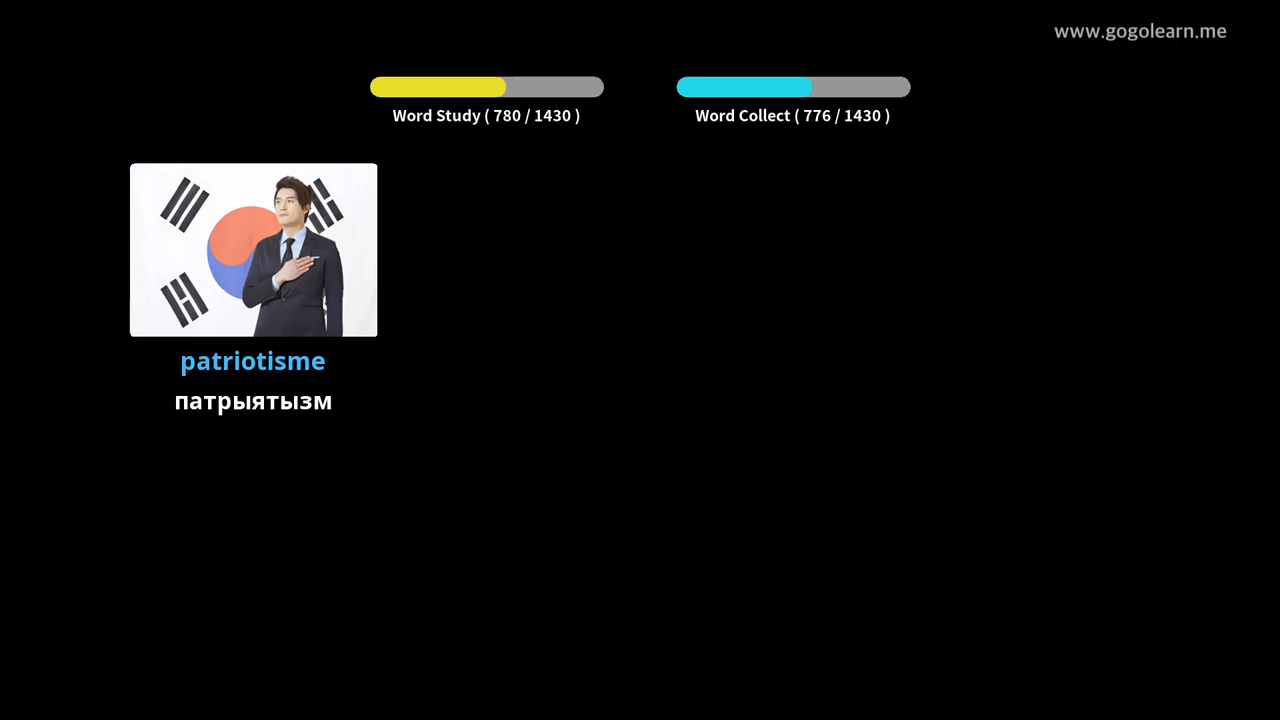 www.gogolearn.me
Word Study ( 780 / 1430 )
Word Collect ( 776 / 1430 )
patriotisme
патрыятызм